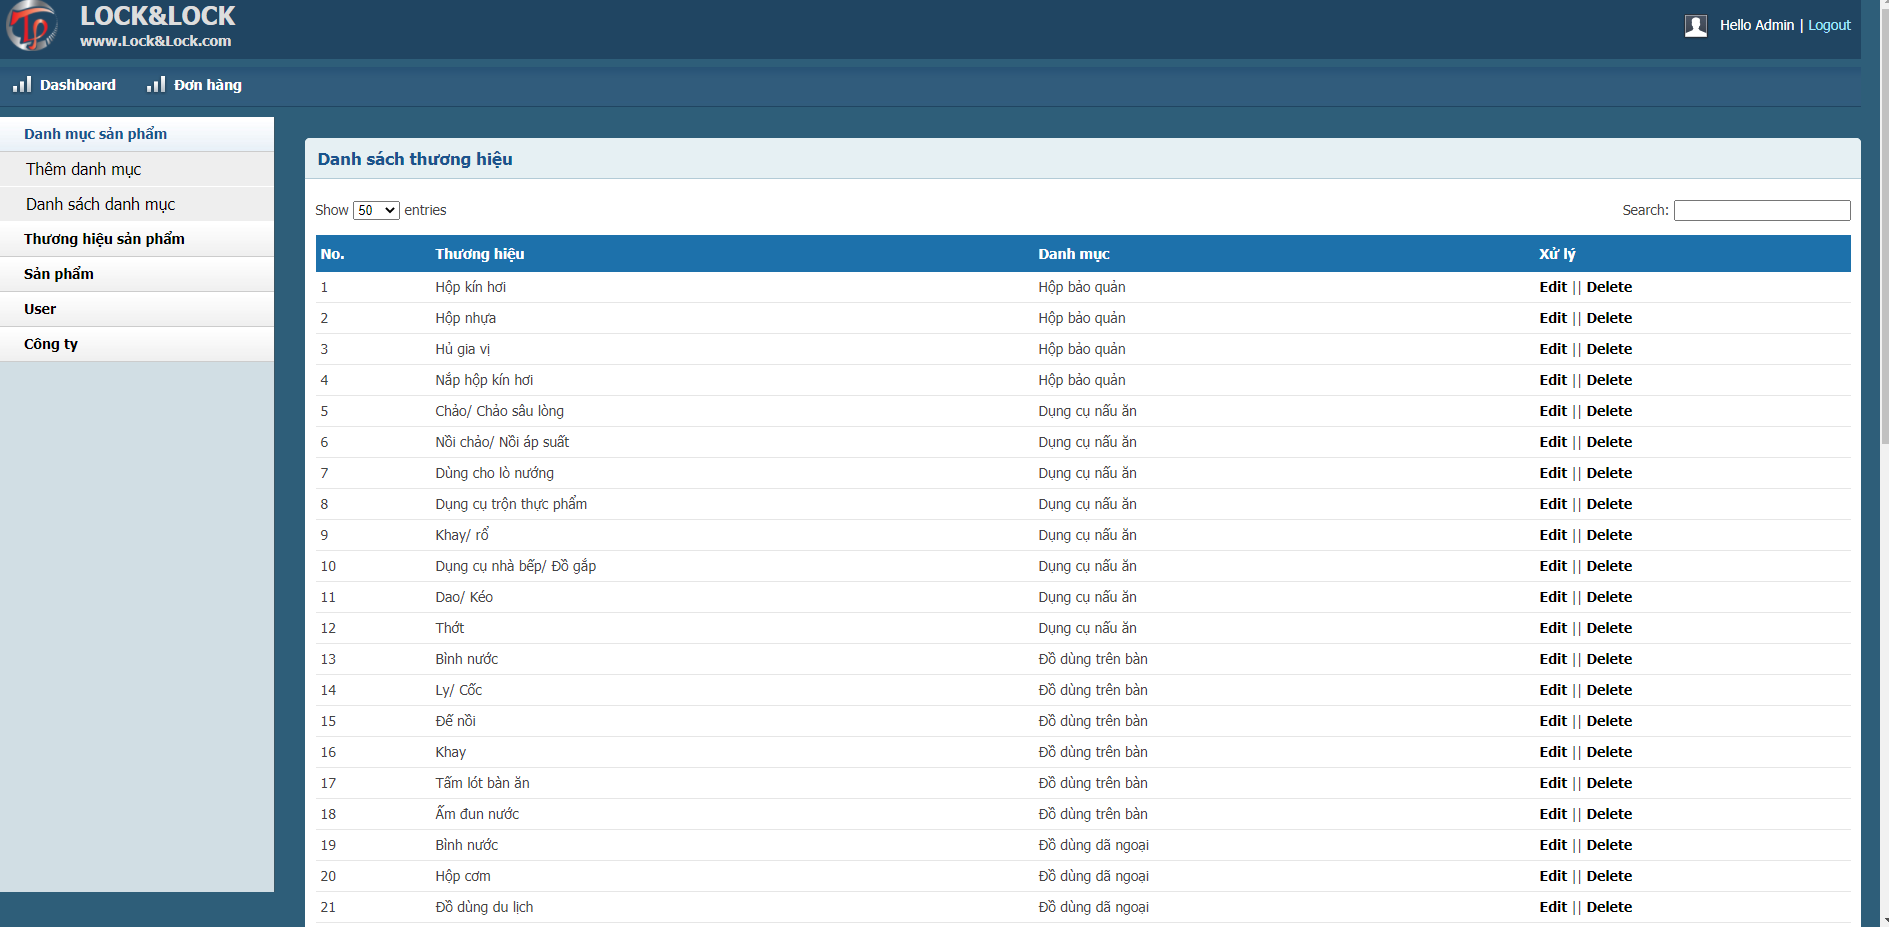 LOCK&LOCK
www.Lock&Lock.com
Hello Admin | Logout
Dashboard Đơn hàng
Danh mục sản phẩm
Thêm danh mục
Danh sách danh mục
Thương hiệu sản phẩm
Sản phẩm
User
Công ty
Danh sách thương hiệu
Show 50 entries Search:
No. Thương hiệu Danh mục Xử lý
1 Hộp kín hơi Hộp bảo quản Edit || Delete
2 Hộp nhựa Hộp bảo quản Edit || Delete
3 Hủ gia vị Hộp bảo quản Edit || Delete
4 Nắp hộp kín hơi Hộp bảo quản Edit || Delete
5 Chảo/ Chảo sâu lòng Dụng cụ nấu ăn Edit || Delete
6 Nồi chảo/ Nồi áp suất Dụng cụ nấu ăn Edit || Delete
7 Dùng cho lò nướng Dụng cụ nấu ăn Edit || Delete
8 Dụng cụ trộn thực phẩm Dụng cụ nấu ăn Edit || Delete
9 Khay/ rổ Dụng cụ nấu ăn Edit || Delete
10 Dụng cụ nhà bếp/ Đồ gắp Dụng cụ nấu ăn Edit || Delete
11 Dao/ Kéo Dụng cụ nấu ăn Edit || Delete
12 Thớt Dụng cụ nấu ăn Edit || Delete
13 Bình nước Đồ dùng trên bàn Edit || Delete
14 Ly/ Cốc Đồ dùng trên bàn Edit || Delete
15 Đế nồi Đồ dùng trên bàn Edit || Delete
16 Khay Đồ dùng trên bàn Edit || Delete
17 Tấm lót bàn ăn Đồ dùng trên bàn Edit || Delete
18 Ấm đun nước Đồ dùng trên bàn Edit || Delete
19 Bình nước Đồ dùng dã ngoại Edit || Delete
20 Hộp cơm Đồ dùng dã ngoại Edit || Delete
21 Đồ dùng du lịch Đồ dùng dã ngoại Edit || Delete